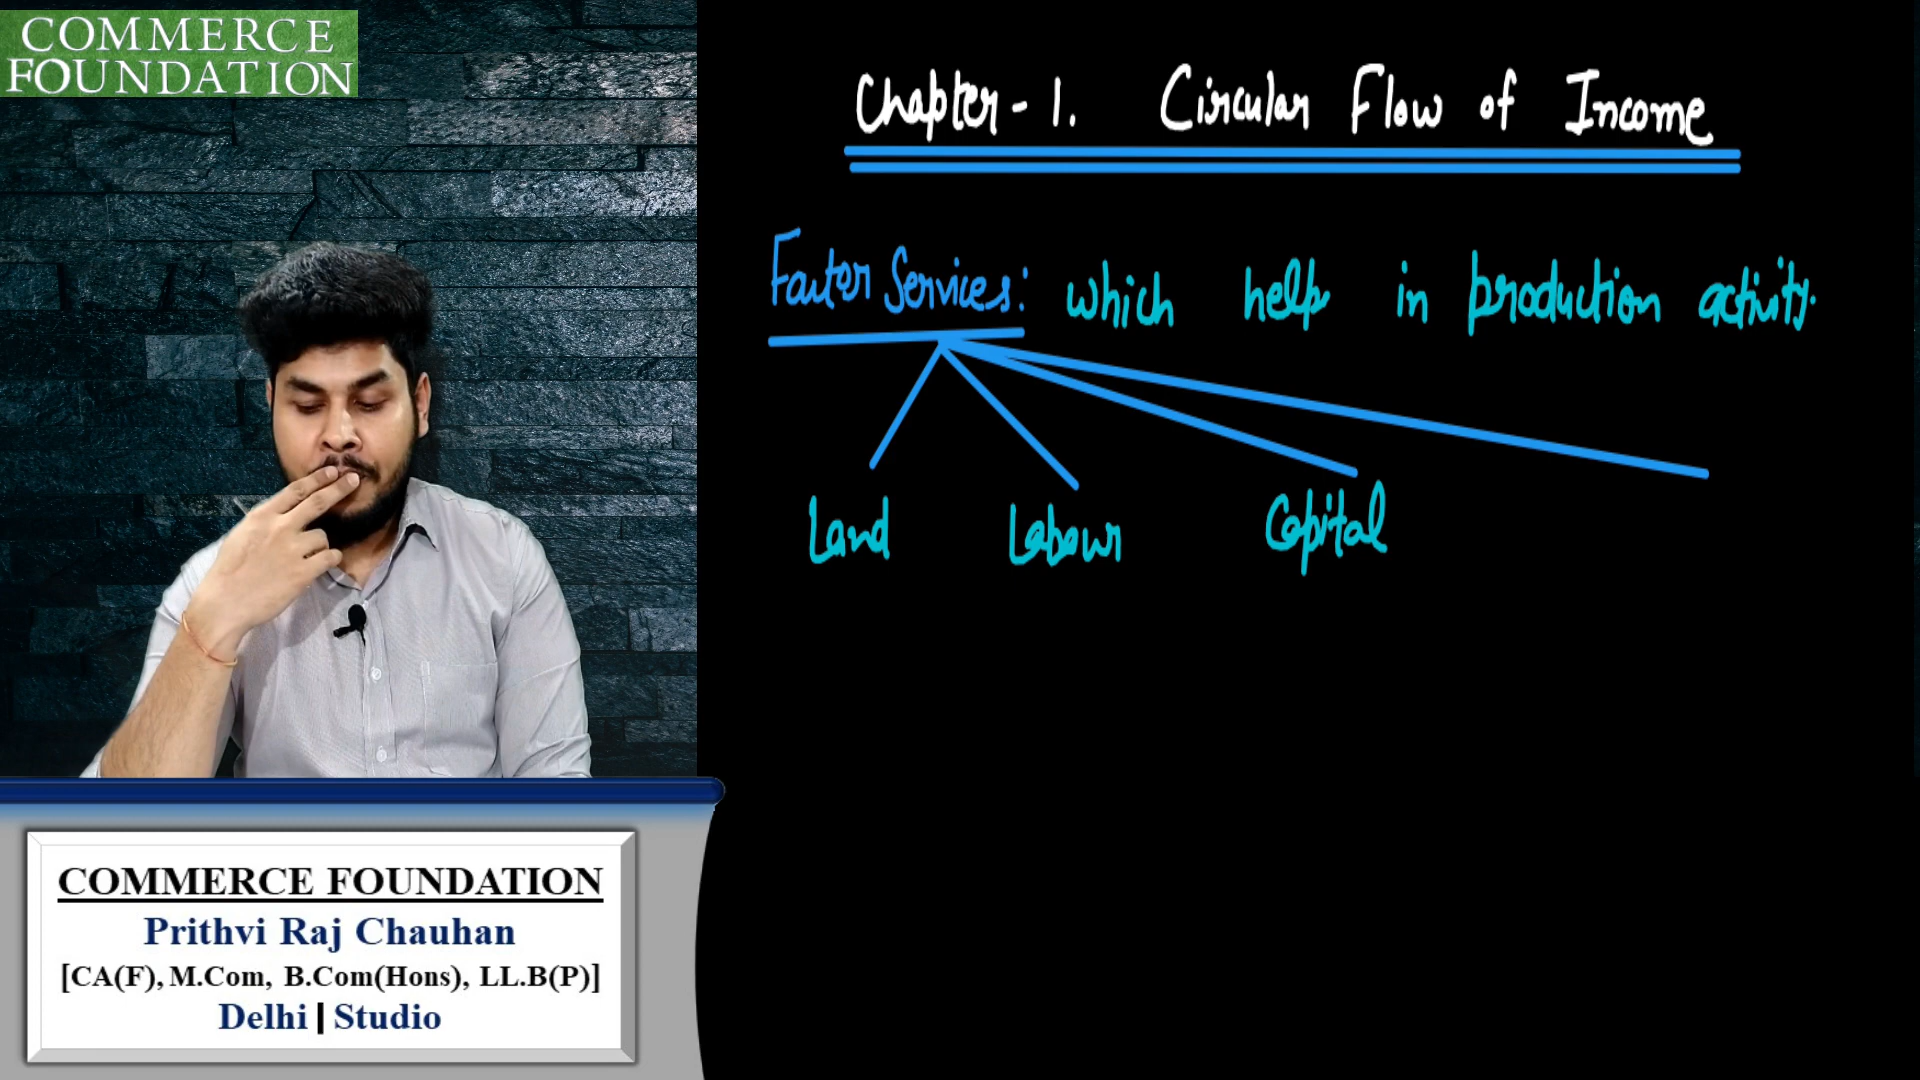 COMMERCE
FOUNDATION
Chapter - 1. Circular Flow of Income
Factor Services: which help in production activity.
Land Labour Capital
COMMERCE FOUNDATION
Prithvi Raj Chauhan
[CA(F), M.Com, B.Com(Hons), LL.B(P)]
Delhi | Studio